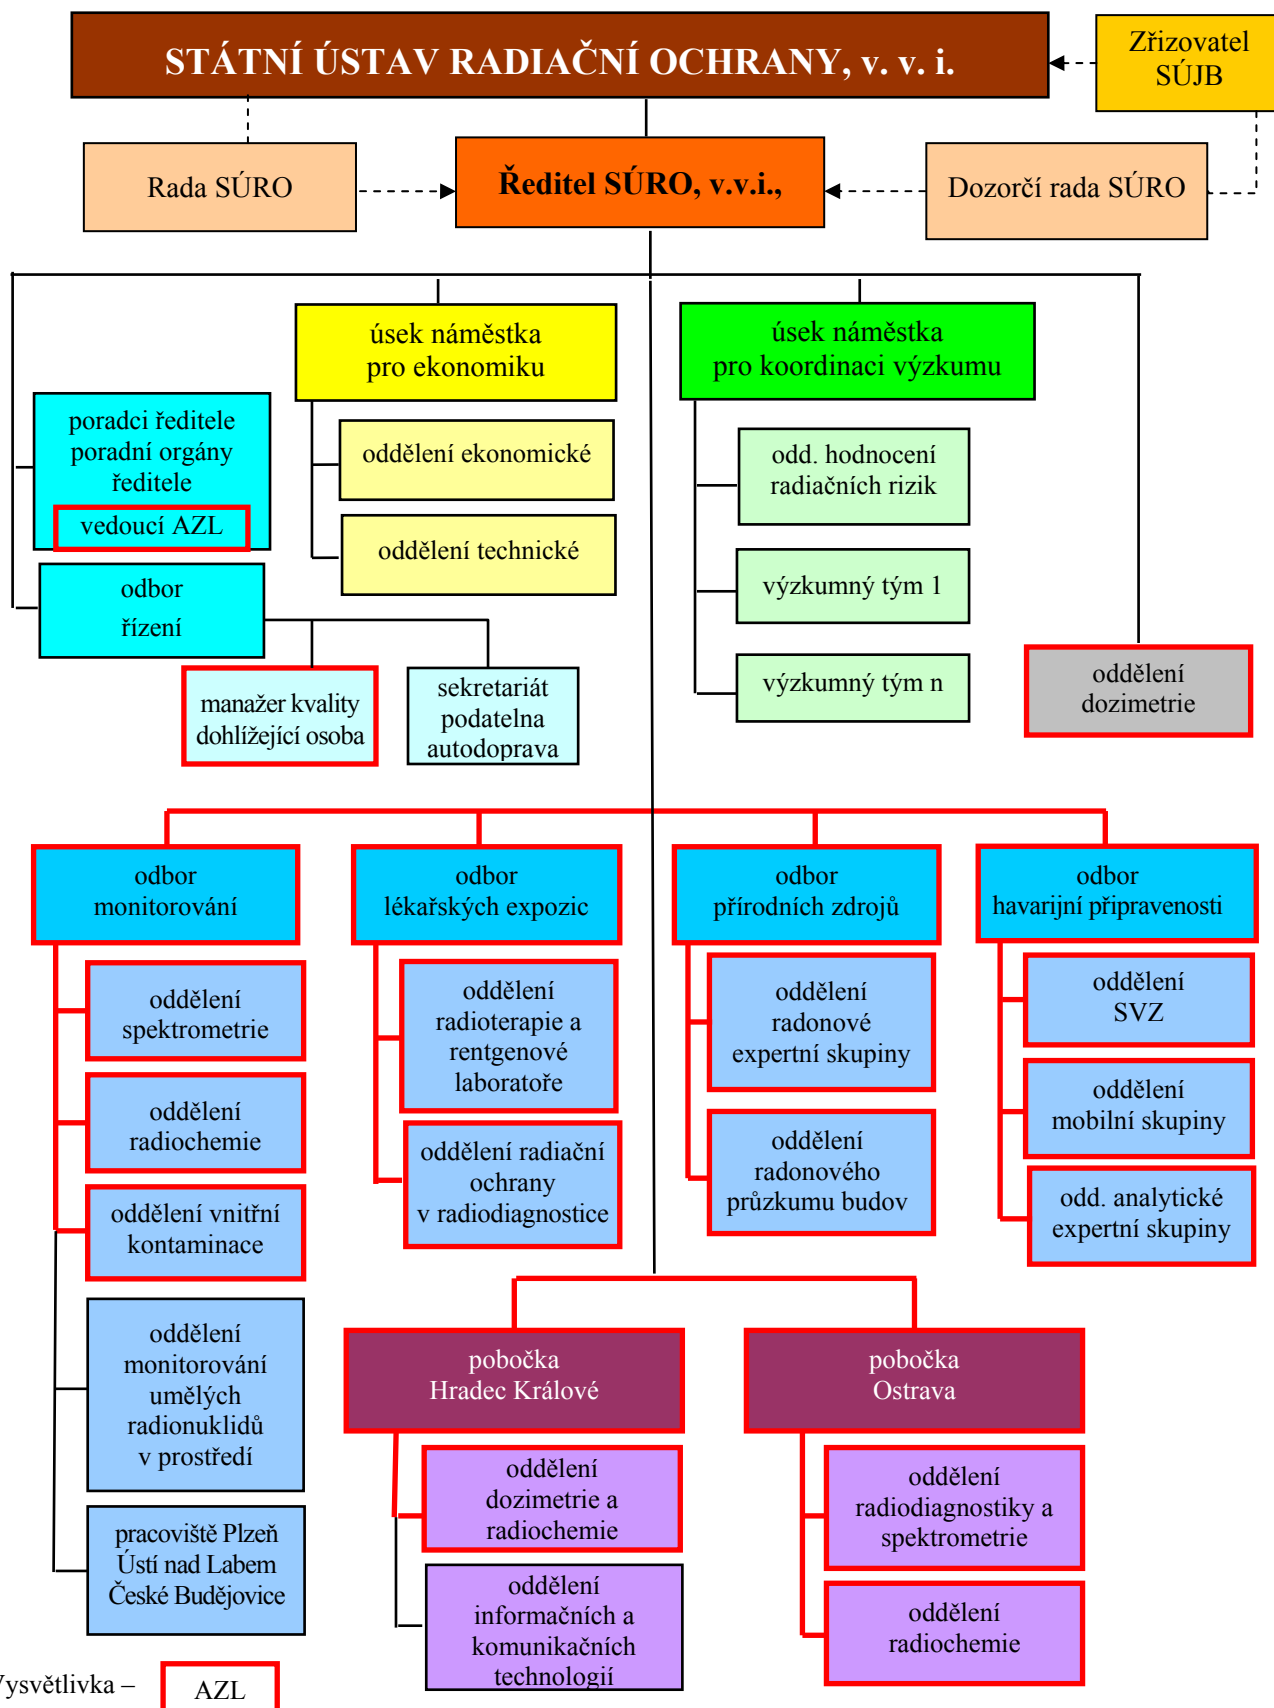 STÁTNÍ ÚSTAV RADIAČNÍ OCHRANY, v. v. i.
Zřizovatel
SÚJB
Rada SÚRO
Ředitel SÚRO, v.v.i.,
Dozorčí rada SÚRO
úsek náměstka
pro ekonomiku
úsek náměstka
pro koordinaci výzkumu
poradci ředitele
poradní orgány
ředitele
vedoucí AZL
oddělení ekonomické
oddělení technické
odd. hodnocení
radiačních rizik
výzkumný tým 1
výzkumný tým n
odbor
řízení
manažer kvality
dohlížející osoba
sekretariát
podatelna
autodoprava
oddělení
dozimetrie
odbor
monitorování
odbor
lékařských expozic
odbor
přírodních zdrojů
odbor
havarijní připravenosti
oddělení
spektrometrie
oddělení
radiochemie
oddělení vnitřní
kontaminace
oddělení
monitorování
umělých
radionuklidů
v prostředí
pracoviště Plzeň
Ústí nad Labem
České Budějovice
oddělení
radioterapie a
rentgenové
laboratoře
oddělení radiační
ochrany
v radiodiagnostice
oddělení
radonové
expertní skupiny
oddělení
radonového
průzkumu budov
oddělení
SVZ
oddělení
mobilní skupiny
odd. analytické
expertní skupiny
pobočka
Hradec Králové
pobočka
Ostrava
oddělení
dozimetrie a
radiochemie
oddělení
informačních a
komunikačních
technologií
oddělení
radiodiagnostiky a
spektrometrie
oddělení
radiochemie
Vysvětlivka –
AZL